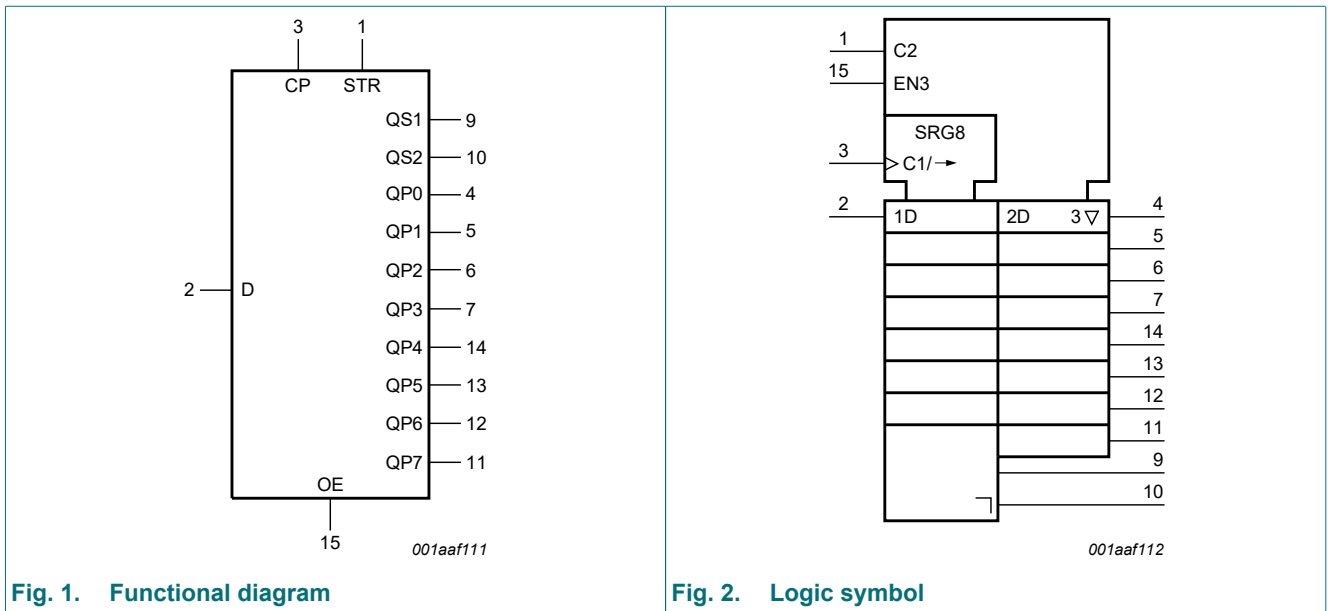 3 1
CP STR
QS1 9
QS2 10
QP0 4
QP1 5
QP2 6
2 D
QP3 7
QP4 14
QP5 13
QP6 12
QP7 11
OE
15
001aaf111
Fig. 1. Functional diagram
1 C2
15 EN3
SRG8
3 C1/
2 1D 2D 3 4
5
6
7
14
13
12
11
9
10
001aaf112
Fig. 2. Logic symbol